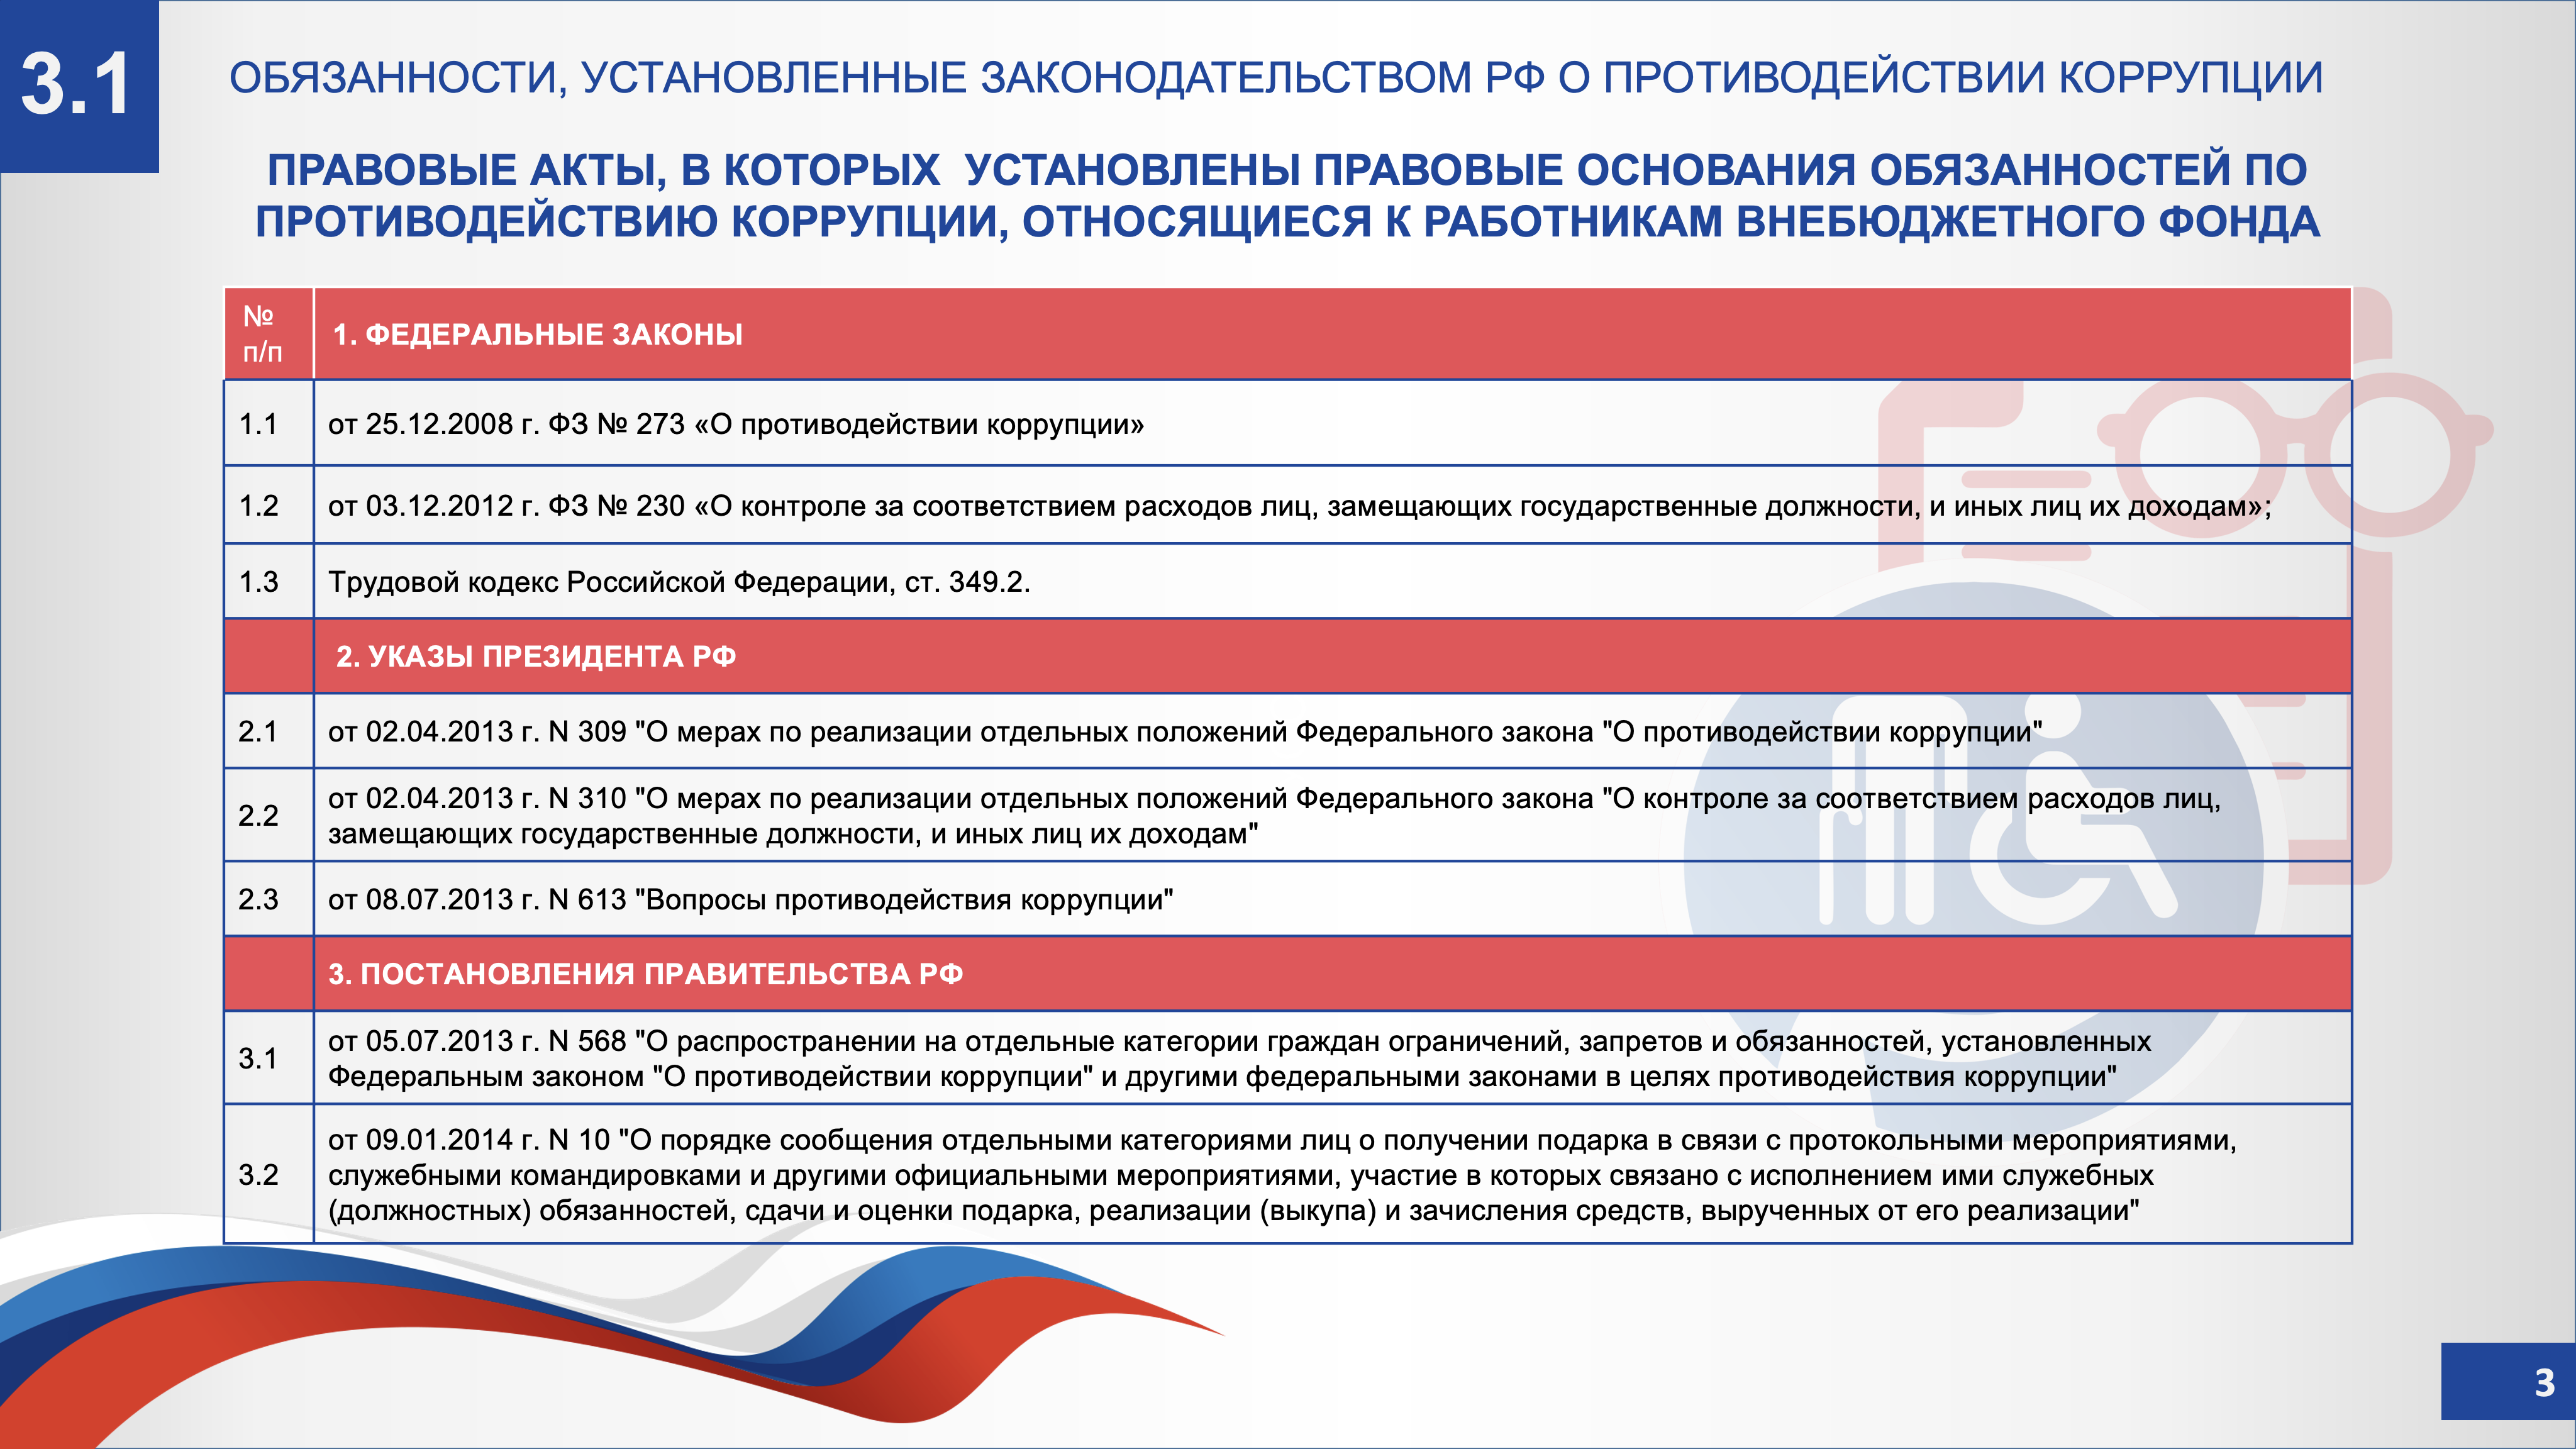 3.1
ОБЯЗАННОСТИ, УСТАНОВЛЕННЫЕ ЗАКОНОДАТЕЛЬСТВОМ РФ О ПРОТИВОДЕЙСТВИИ КОРРУПЦИИ
ПРАВОВЫЕ АКТЫ, В КОТОРЫХ УСТАНОВЛЕНЫ ПРАВОВЫЕ ОСНОВАНИЯ ОБЯЗАННОСТЕЙ ПО
ПРОТИВОДЕЙСТВИЮ КОРРУПЦИИ, ОТНОСЯЩИЕСЯ К РАБОТНИКАМ ВНЕБЮДЖЕТНОГО ФОНДА
№
п/п
1. ФЕДЕРАЛЬНЫЕ ЗАКОНЫ
1.1
от 25.12.2008 г. ФЗ № 273 «О противодействии коррупции»
1.2
от 03.12.2012 г. ФЗ № 230 «О контроле за соответствием расходов лиц, замещающих государственные должности, и иных лиц их доходам»;
1.3
Трудовой кодекс Российской Федерации, ст. 349.2.
2. УКАЗЫ ПРЕЗИДЕНТА РФ
2.1
от 02.04.2013 г. N 309 "О мерах по реализации отдельных положений Федерального закона "О противодействии коррупции"
2.2
от 02.04.2013 г. N 310 "О мерах по реализации отдельных положений Федерального закона "О контроле за соответствием расходов лиц,
замещающих государственные должности, и иных лиц их доходам"
2.3
от 08.07.2013 г. N 613 "Вопросы противодействия коррупции"
3. ПОСТАНОВЛЕНИЯ ПРАВИТЕЛЬСТВА РФ
3.1
от 05.07.2013 г. N 568 "О распространении на отдельные категории граждан ограничений, запретов и обязанностей, установленных
Федеральным законом "О противодействии коррупции" и другими федеральными законами в целях противодействия коррупции"
3.2
от 09.01.2014 г. N 10 "О порядке сообщения отдельными категориями лиц о получении подарка в связи с протокольными мероприятиями,
служебными командировками и другими официальными мероприятиями, участие в которых связано с исполнением ими служебных
(должностных) обязанностей, сдачи и оценки подарка, реализации (выкупа) и зачисления средств, вырученных от его реализации"
3